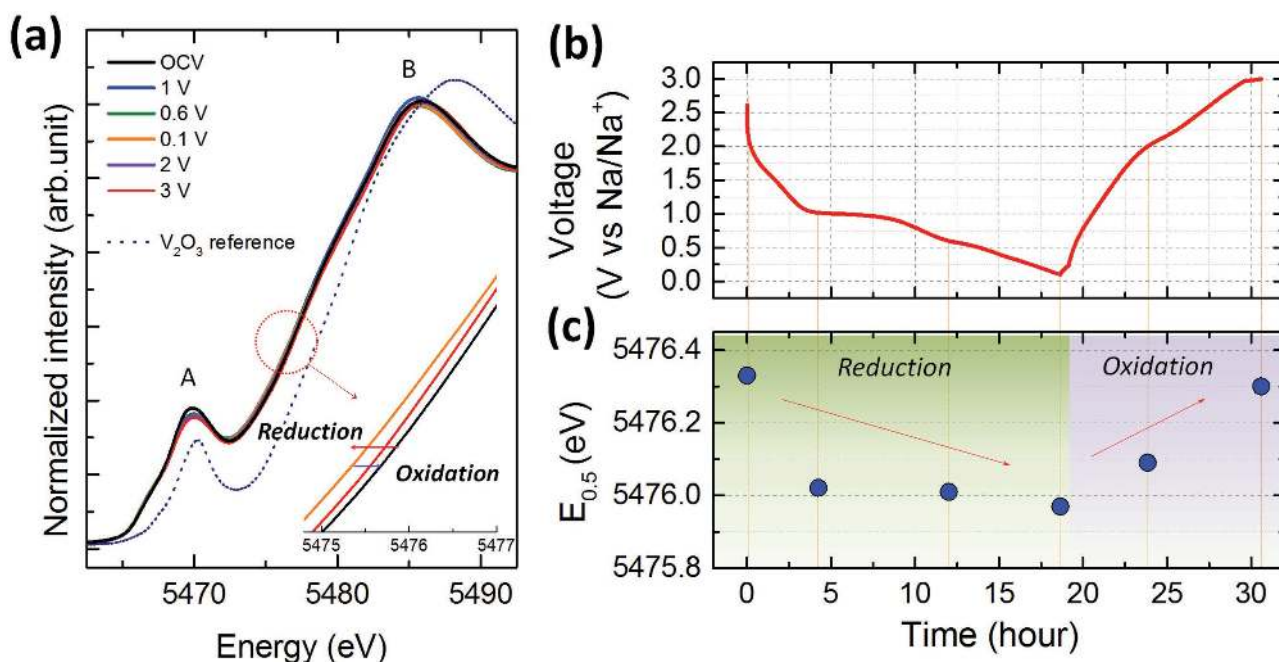 (a)
OCV
1 V
0.6 V
0.1 V
2 V
3 V
V₂O₃ reference
A
B
Reduction
Oxidation
5475 5476 5477
5470 5480 5490
Energy (eV)
Normalized intensity (arb.unit)
(b)
3.0
2.5
2.0
1.5
1.0
0.5
0.0
Voltage
(V vs Na/Na⁺)
(c)
5476.4
5476.2
5476.0
5475.8
E₀.₅ (eV)
Reduction
Oxidation
0 5 10 15 20 25 30
Time (hour)